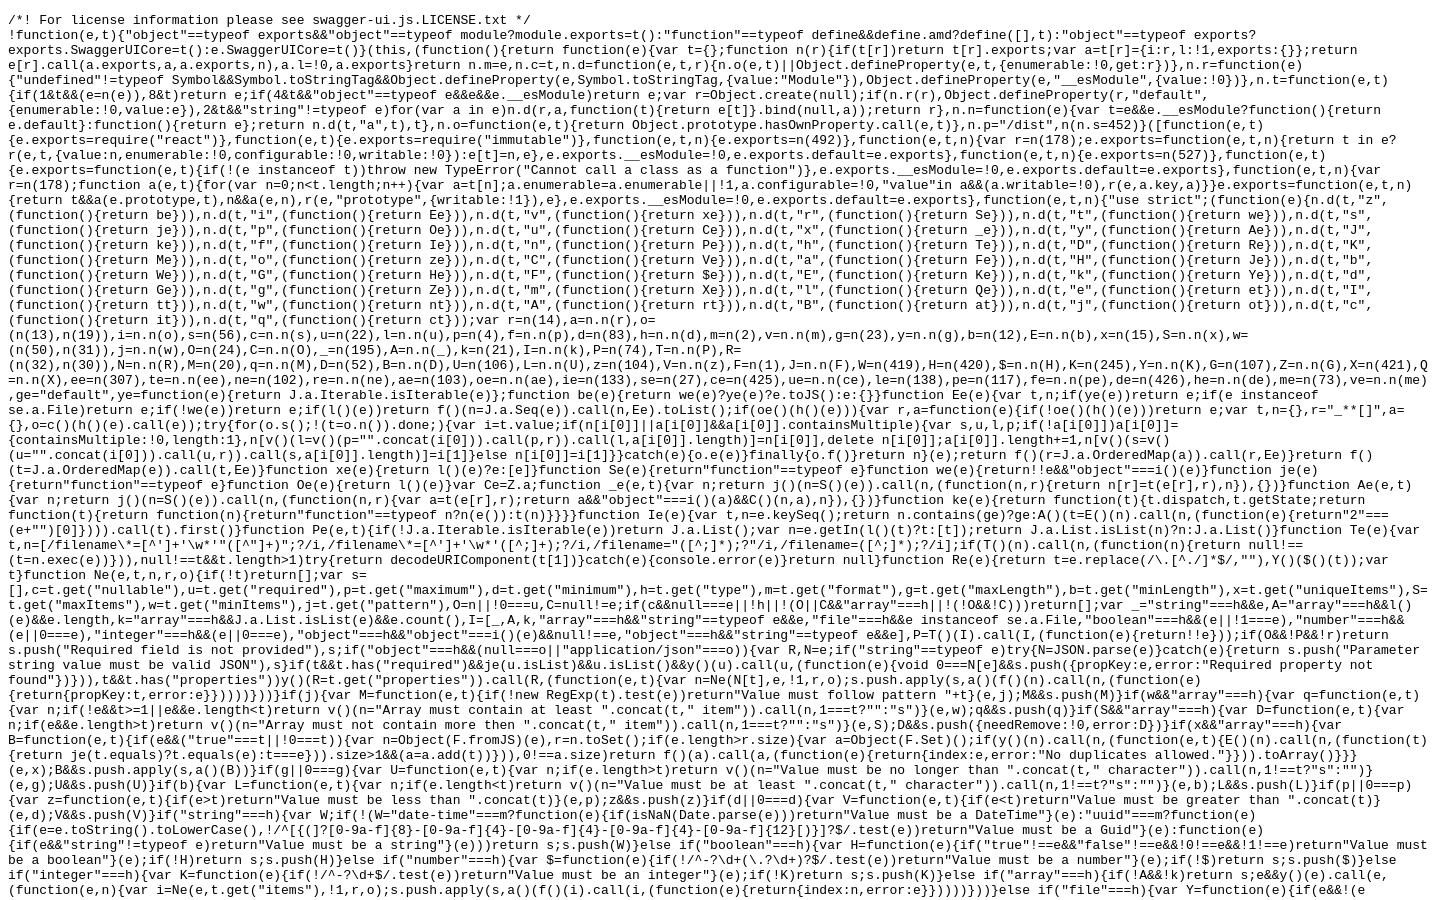 /*! For license information please see swagger-ui.js.LICENSE.txt */
!function(e,t){"object"==typeof exports&&"object"==typeof module?module.exports=t():"function"==typeof define&&define.amd?define([],t):"object"==typeof exports?
exports.SwaggerUICore=t():e.SwaggerUICore=t()}(this,(function(){return function(e){var t={};function n(r){if(t[r])return t[r].exports;var a=t[r]={i:r,l:!1,exports:{}};return
e[r].call(a.exports,a,a.exports,n),a.l=!0,a.exports}return n.m=e,n.c=t,n.d=function(e,t,r){n.o(e,t)||Object.defineProperty(e,t,{enumerable:!0,get:r})},n.r=function(e)
{"undefined"!=typeof Symbol&&Symbol.toStringTag&&Object.defineProperty(e,Symbol.toStringTag,{value:"Module"}),Object.defineProperty(e,"__esModule",{value:!0})},n.t=function(e,t)
{if(1&t&&(e=n(e)),8&t)return e;if(4&t&&"object"==typeof e&&e&&e.__esModule)return e;var r=Object.create(null);if(n.r(r),Object.defineProperty(r,"default",
{enumerable:!0,value:e}),2&t&&"string"!=typeof e)for(var a in e)n.d(r,a,function(t){return e[t]}.bind(null,a));return r},n.n=function(e){var t=e&&e.__esModule?function(){return
e.default}:function(){return e};return n.d(t,"a",t),t},n.o=function(e,t){return Object.prototype.hasOwnProperty.call(e,t)},n.p="/dist",n(n.s=452)}([function(e,t)
{e.exports=require("react")},function(e,t){e.exports=require("immutable")},function(e,t,n){e.exports=n(492)},function(e,t,n){var r=n(178);e.exports=function(e,t,n){return t in e?
r(e,t,{value:n,enumerable:!0,configurable:!0,writable:!0}):e[t]=n,e},e.exports.__esModule=!0,e.exports.default=e.exports},function(e,t,n){e.exports=n(527)},function(e,t)
{e.exports=function(e,t){if(!(e instanceof t))throw new TypeError("Cannot call a class as a function")},e.exports.__esModule=!0,e.exports.default=e.exports},function(e,t,n){var
r=n(178);function a(e,t){for(var n=0;n<t.length;n++){var a=t[n];a.enumerable=a.enumerable||!1,a.configurable=!0,"value"in a&&(a.writable=!0),r(e,a.key,a)}}e.exports=function(e,t,n)
{return t&&a(e.prototype,t),n&&a(e,n),r(e,"prototype",{writable:!1}),e},e.exports.__esModule=!0,e.exports.default=e.exports},function(e,t,n){"use strict";(function(e){n.d(t,"z",
(function(){return be})),n.d(t,"i",(function(){return Ee})),n.d(t,"v",(function(){return xe})),n.d(t,"r",(function(){return Se})),n.d(t,"t",(function(){return we})),n.d(t,"s",
(function(){return je})),n.d(t,"p",(function(){return Oe})),n.d(t,"u",(function(){return Ce})),n.d(t,"x",(function(){return _e})),n.d(t,"y",(function(){return Ae})),n.d(t,"J",
(function(){return ke})),n.d(t,"f",(function(){return Ie})),n.d(t,"n",(function(){return Pe})),n.d(t,"h",(function(){return Te})),n.d(t,"D",(function(){return Re})),n.d(t,"K",
(function(){return Me})),n.d(t,"o",(function(){return ze})),n.d(t,"C",(function(){return Ve})),n.d(t,"a",(function(){return Fe})),n.d(t,"H",(function(){return Je})),n.d(t,"b",
(function(){return We})),n.d(t,"G",(function(){return He})),n.d(t,"F",(function(){return $e})),n.d(t,"E",(function(){return Ke})),n.d(t,"k",(function(){return Ye})),n.d(t,"d",
(function(){return Ge})),n.d(t,"g",(function(){return Ze})),n.d(t,"m",(function(){return Xe})),n.d(t,"l",(function(){return Qe})),n.d(t,"e",(function(){return et})),n.d(t,"I",
(function(){return tt})),n.d(t,"w",(function(){return nt})),n.d(t,"A",(function(){return rt})),n.d(t,"B",(function(){return at})),n.d(t,"j",(function(){return ot})),n.d(t,"c",
(function(){return it})),n.d(t,"q",(function(){return ct}));var r=n(14),a=n.n(r),o=
(n(13),n(19)),i=n.n(o),s=n(56),c=n.n(s),u=n(22),l=n.n(u),p=n(4),f=n.n(p),d=n(83),h=n.n(d),m=n(2),v=n.n(m),g=n(23),y=n.n(g),b=n(12),E=n.n(b),x=n(15),S=n.n(x),w=
(n(50),n(31)),j=n.n(w),O=n(24),C=n.n(O),_=n(195),A=n.n(_),k=n(21),I=n.n(k),P=n(74),T=n.n(P),R=
(n(32),n(30)),N=n.n(R),M=n(20),q=n.n(M),D=n(52),B=n.n(D),U=n(106),L=n.n(U),z=n(104),V=n.n(z),F=n(1),J=n.n(F),W=n(419),H=n(420),$=n.n(H),K=n(245),Y=n.n(K),G=n(107),Z=n.n(G),X=n(421),Q
=n.n(X),ee=n(307),te=n.n(ee),ne=n(102),re=n.n(ne),ae=n(103),oe=n.n(ae),ie=n(133),se=n(27),ce=n(425),ue=n.n(ce),le=n(138),pe=n(117),fe=n.n(pe),de=n(426),he=n.n(de),me=n(73),ve=n.n(me)
,ge="default",ye=function(e){return J.a.Iterable.isIterable(e)};function be(e){return we(e)?ye(e)?e.toJS():e:{}}function Ee(e){var t,n;if(ye(e))return e;if(e instanceof
se.a.File)return e;if(!we(e))return e;if(l()(e))return f()(n=J.a.Seq(e)).call(n,Ee).toList();if(oe()(h()(e))){var r,a=function(e){if(!oe()(h()(e)))return e;var t,n={},r="_**[]",a=
{},o=c()(h()(e).call(e));try{for(o.s();!(t=o.n()).done;){var i=t.value;if(n[i[0]]||a[i[0]]&&a[i[0]].containsMultiple){var s,u,l,p;if(!a[i[0]])a[i[0]]=
{containsMultiple:!0,length:1},n[v()(l=v()(p="".concat(i[0])).call(p,r)).call(l,a[i[0]].length)]=n[i[0]],delete n[i[0]];a[i[0]].length+=1,n[v()(s=v()
(u="".concat(i[0])).call(u,r)).call(s,a[i[0]].length)]=i[1]}else n[i[0]]=i[1]}}catch(e){o.e(e)}finally{o.f()}return n}(e);return f()(r=J.a.OrderedMap(a)).call(r,Ee)}return f()
(t=J.a.OrderedMap(e)).call(t,Ee)}function xe(e){return l()(e)?e:[e]}function Se(e){return"function"==typeof e}function we(e){return!!e&&"object"===i()(e)}function je(e)
{return"function"==typeof e}function Oe(e){return l()(e)}var Ce=Z.a;function _e(e,t){var n;return j()(n=S()(e)).call(n,(function(n,r){return n[r]=t(e[r],r),n}),{})}function Ae(e,t)
{var n;return j()(n=S()(e)).call(n,(function(n,r){var a=t(e[r],r);return a&&"object"===i()(a)&&C()(n,a),n}),{})}function ke(e){return function(t){t.dispatch,t.getState;return
function(t){return function(n){return"function"==typeof n?n(e()):t(n)}}}}function Ie(e){var t,n=e.keySeq();return n.contains(ge)?ge:A()(t=E()(n).call(n,(function(e){return"2"===
(e+"")[0]}))).call(t).first()}function Pe(e,t){if(!J.a.Iterable.isIterable(e))return J.a.List();var n=e.getIn(l()(t)?t:[t]);return J.a.List.isList(n)?n:J.a.List()}function Te(e){var
t,n=[/filename\*=[^']+'\w*'"([^"]+)";?/i,/filename\*=[^']+'\w*'([^;]+);?/i,/filename="([^;]*);?"/i,/filename=([^;]*);?/i];if(T()(n).call(n,(function(n){return null!==
(t=n.exec(e))})),null!==t&&t.length>1)try{return decodeURIComponent(t[1])}catch(e){console.error(e)}return null}function Re(e){return t=e.replace(/\.[^./]*$/,""),Y()($()(t));var
t}function Ne(e,t,n,r,o){if(!t)return[];var s=
[],c=t.get("nullable"),u=t.get("required"),p=t.get("maximum"),d=t.get("minimum"),h=t.get("type"),m=t.get("format"),g=t.get("maxLength"),b=t.get("minLength"),x=t.get("uniqueItems"),S=
t.get("maxItems"),w=t.get("minItems"),j=t.get("pattern"),O=n||!0===u,C=null!=e;if(c&&null===e||!h||!(O||C&&"array"===h||!(!O&&!C)))return[];var _="string"===h&&e,A="array"===h&&l()
(e)&&e.length,k="array"===h&&J.a.List.isList(e)&&e.count(),I=[_,A,k,"array"===h&&"string"==typeof e&&e,"file"===h&&e instanceof se.a.File,"boolean"===h&&(e||!1===e),"number"===h&&
(e||0===e),"integer"===h&&(e||0===e),"object"===h&&"object"===i()(e)&&null!==e,"object"===h&&"string"==typeof e&&e],P=T()(I).call(I,(function(e){return!!e}));if(O&&!P&&!r)return
s.push("Required field is not provided"),s;if("object"===h&&(null===o||"application/json"===o)){var R,N=e;if("string"==typeof e)try{N=JSON.parse(e)}catch(e){return s.push("Parameter
string value must be valid JSON"),s}if(t&&t.has("required")&&je(u.isList)&&u.isList()&&y()(u).call(u,(function(e){void 0===N[e]&&s.push({propKey:e,error:"Required property not
found"})})),t&&t.has("properties"))y()(R=t.get("properties")).call(R,(function(e,t){var n=Ne(N[t],e,!1,r,o);s.push.apply(s,a()(f()(n).call(n,(function(e)
{return{propKey:t,error:e}}))))}))}if(j){var M=function(e,t){if(!new RegExp(t).test(e))return"Value must follow pattern "+t}(e,j);M&&s.push(M)}if(w&&"array"===h){var q=function(e,t)
{var n;if(!e&&t>=1||e&&e.length<t)return v()(n="Array must contain at least ".concat(t," item")).call(n,1===t?"":"s")}(e,w);q&&s.push(q)}if(S&&"array"===h){var D=function(e,t){var
n;if(e&&e.length>t)return v()(n="Array must not contain more then ".concat(t," item")).call(n,1===t?"":"s")}(e,S);D&&s.push({needRemove:!0,error:D})}if(x&&"array"===h){var
B=function(e,t){if(e&&("true"===t||!0===t)){var n=Object(F.fromJS)(e),r=n.toSet();if(e.length>r.size){var a=Object(F.Set)();if(y()(n).call(n,(function(e,t){E()(n).call(n,(function(t)
{return je(t.equals)?t.equals(e):t===e})).size>1&&(a=a.add(t))})),0!==a.size)return f()(a).call(a,(function(e){return{index:e,error:"No duplicates allowed."}})).toArray()}}}
(e,x);B&&s.push.apply(s,a()(B))}if(g||0===g){var U=function(e,t){var n;if(e.length>t)return v()(n="Value must be no longer than ".concat(t," character")).call(n,1!==t?"s":"")}
(e,g);U&&s.push(U)}if(b){var L=function(e,t){var n;if(e.length<t)return v()(n="Value must be at least ".concat(t," character")).call(n,1!==t?"s":"")}(e,b);L&&s.push(L)}if(p||0===p)
{var z=function(e,t){if(e>t)return"Value must be less than ".concat(t)}(e,p);z&&s.push(z)}if(d||0===d){var V=function(e,t){if(e<t)return"Value must be greater than ".concat(t)}
(e,d);V&&s.push(V)}if("string"===h){var W;if(!(W="date-time"===m?function(e){if(isNaN(Date.parse(e)))return"Value must be a DateTime"}(e):"uuid"===m?function(e)
{if(e=e.toString().toLowerCase(),!/^[{(]?[0-9a-f]{8}-[0-9a-f]{4}-[0-9a-f]{4}-[0-9a-f]{4}-[0-9a-f]{12}[)}]?$/.test(e))return"Value must be a Guid"}(e):function(e)
{if(e&&"string"!=typeof e)return"Value must be a string"}(e)))return s;s.push(W)}else if("boolean"===h){var H=function(e){if("true"!==e&&"false"!==e&&!0!==e&&!1!==e)return"Value must
be a boolean"}(e);if(!H)return s;s.push(H)}else if("number"===h){var $=function(e){if(!/^-?\d+(\.?\d+)?$/.test(e))return"Value must be a number"}(e);if(!$)return s;s.push($)}else
if("integer"===h){var K=function(e){if(!/^-?\d+$/.test(e))return"Value must be an integer"}(e);if(!K)return s;s.push(K)}else if("array"===h){if(!A&&!k)return s;e&&y()(e).call(e,
(function(e,n){var i=Ne(e,t.get("items"),!1,r,o);s.push.apply(s,a()(f()(i).call(i,(function(e){return{index:n,error:e}}))))}))}else if("file"===h){var Y=function(e){if(e&&!(e